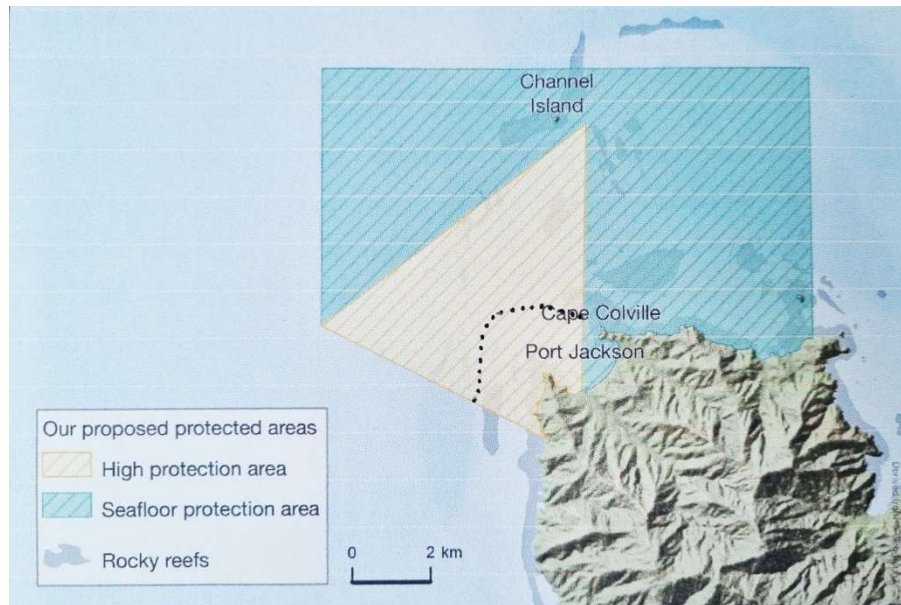 Channel
Island
Cape Colville
Port Jackson
Our proposed protected areas
High protection area
Seafloor protection area
Rocky reefs
0 2 km